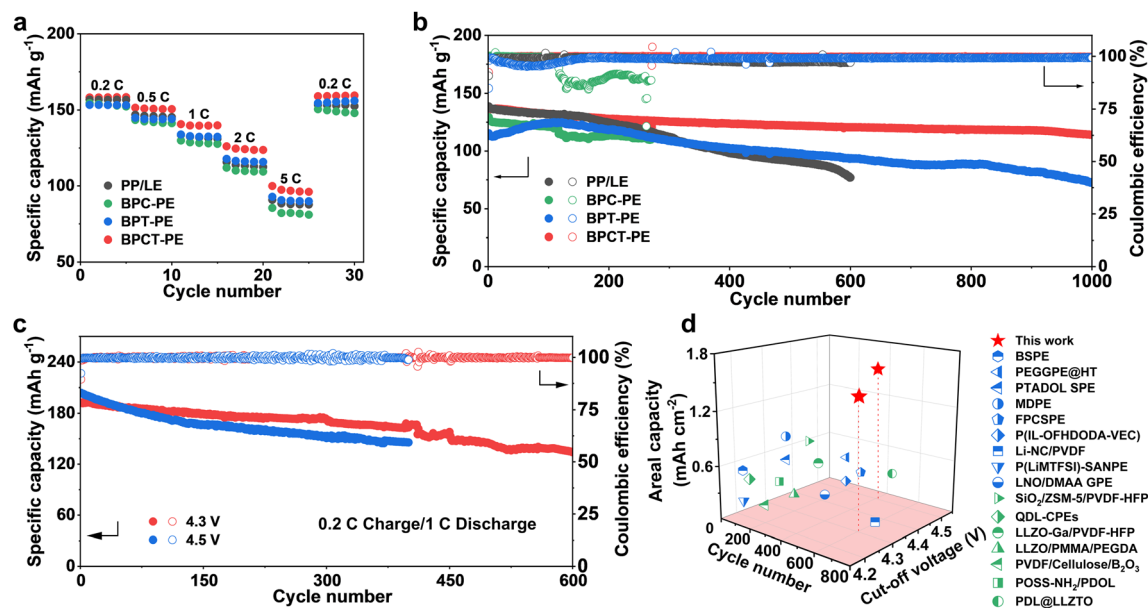 a
200
150
100
50
0 10 20 30
Specific capacity (mAh g⁻¹)
Cycle number
0.2 C
0.5 C
1 C
2 C
5 C
0.2 C
PP/LE
BPC-PE
BPT-PE
BPCT-PE
b
200
150
100
50
0
0 200 400 600 800 1000
Specific capacity (mAh g⁻¹)
Cycle number
100
75
50
25
0
Coulombic efficiency (%)
PP/LE
BPC-PE
BPT-PE
BPCT-PE
c
240
180
120
60
0
0 150 300 450 600
Specific capacity (mAh g⁻¹)
Cycle number
100
75
50
25
0
Coulombic efficiency (%)
4.3 V
4.5 V
0.2 C Charge/1 C Discharge
d
1.8
1.2
0.6
0
Areal capacity
(mAh cm⁻²)
200
400
600
800
Cycle number
4.2
4.3
4.4
4.5
Cut-off voltage (V)
This work
BSPE
PEGGPE@HT
PTADOL SPE
MDPE
FPCSPE
P(IL-OFHDODA-VEC)
Li-NC/PVDF
P(LiMTFSI)-SANPE
LNO/DMAA GPE
SiO₂/ZSM-5/PVDF-HFP
QDL-CPEs
LLZO-Ga/PVDF-HFP
LLZO/PMMA/PEGDA
PVDF/Cellulose/B₂O₃
POSS-NH₂/PDOL
PDL@LLZTO